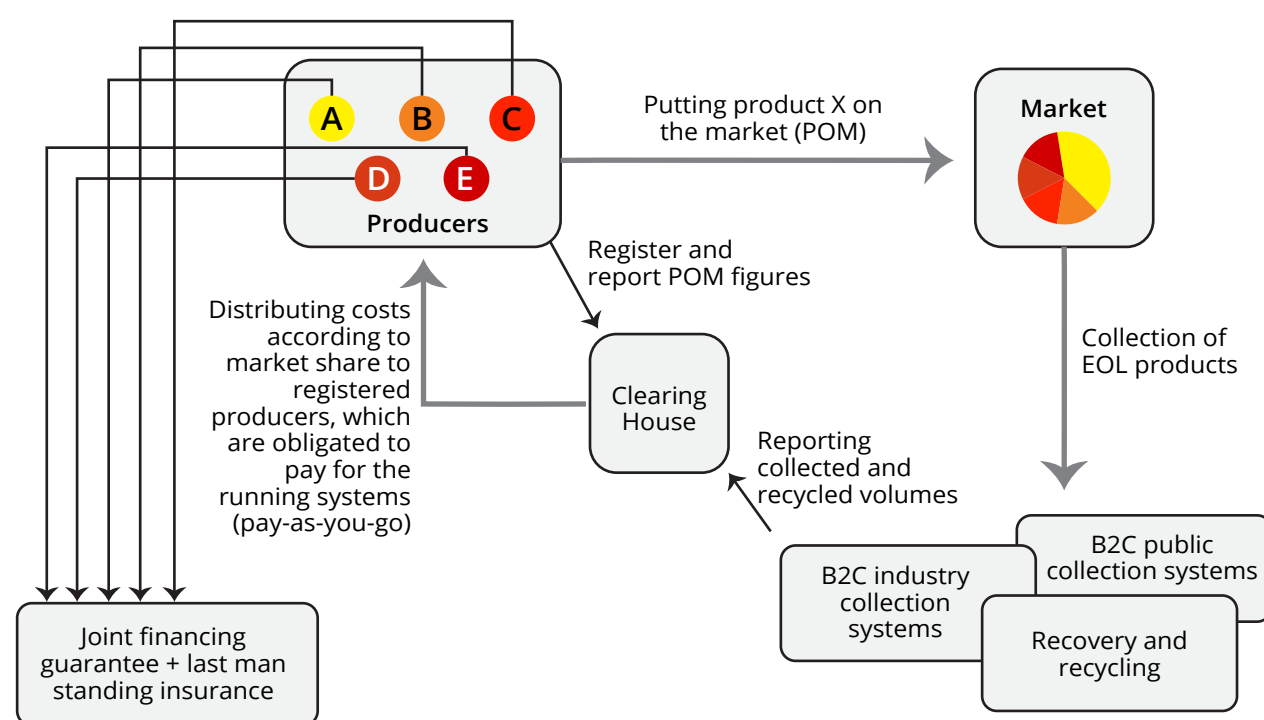 A
B
C
D
E
Producers
Putting product X on
the market (POM)
Market
Register and
report POM figures
Distributing costs
according to
market share to
registered
producers, which
are obligated to
pay for the
running systems
(pay-as-you-go)
Clearing
House
Collection of
EOL products
Reporting
collected and
recycled volumes
B2C public
collection systems
B2C industry
collection
systems
Recovery and
recycling
Joint financing
guarantee + last man
standing insurance